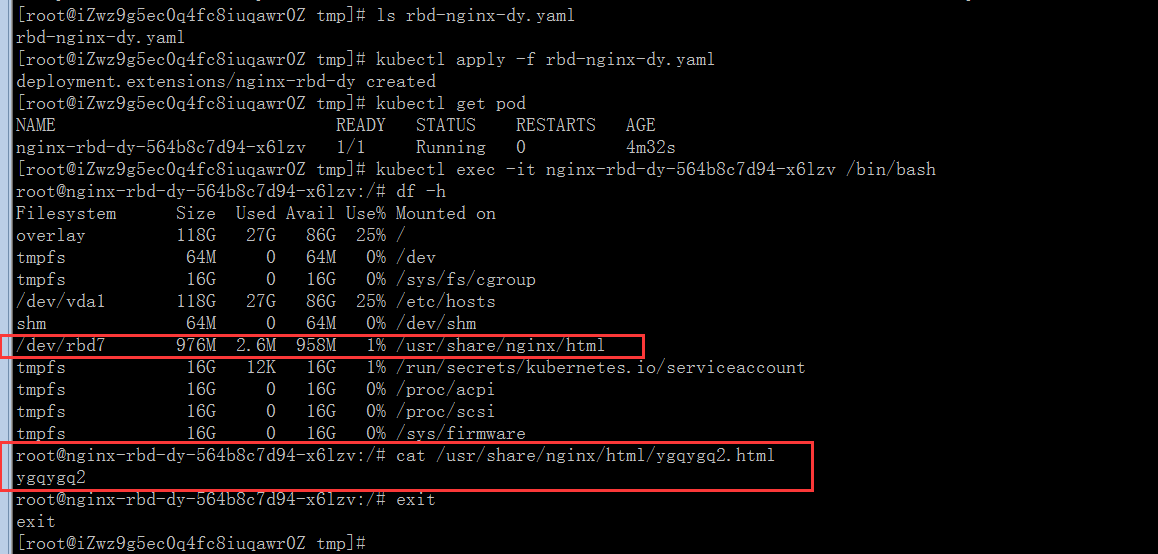 [root@iZwz9g5ec0q4fc8iuqawr0Z tmp]# ls rbd-nginx-dy.yaml
rbd-nginx-dy.yaml
[root@iZwz9g5ec0q4fc8iuqawr0Z tmp]# kubectl apply -f rbd-nginx-dy.yaml
deployment.extensions/nginx-rbd-dy created
[root@iZwz9g5ec0q4fc8iuqawr0Z tmp]# kubectl get pod
NAME READY STATUS RESTARTS AGE
nginx-rbd-dy-564b8c7d94-x6lzv 1/1 Running 0 4m32s
[root@iZwz9g5ec0q4fc8iuqawr0Z tmp]# kubectl exec -it nginx-rbd-dy-564b8c7d94-x6lzv /bin/bash
root@nginx-rbd-dy-564b8c7d94-x6lzv:/# df -h
Filesystem Size Used Avail Use% Mounted on
overlay 118G 27G 86G 25% /
tmpfs 64M 0 64M 0% /dev
tmpfs 16G 0 16G 0% /sys/fs/cgroup
/dev/vda1 118G 27G 86G 25% /etc/hosts
shm 64M 0 64M 0% /dev/shm
/dev/rbd7 976M 2.6M 958M 1% /usr/share/nginx/html
tmpfs 16G 12K 16G 1% /run/secrets/kubernetes.io/serviceaccount
tmpfs 16G 0 16G 0% /proc/acpi
tmpfs 16G 0 16G 0% /proc/scsi
tmpfs 16G 0 16G 0% /sys/firmware
root@nginx-rbd-dy-564b8c7d94-x6lzv:/# cat /usr/share/nginx/html/ygqygq2.html
ygqygq2
root@nginx-rbd-dy-564b8c7d94-x6lzv:/# exit
exit
[root@iZwz9g5ec0q4fc8iuqawr0Z tmp]#